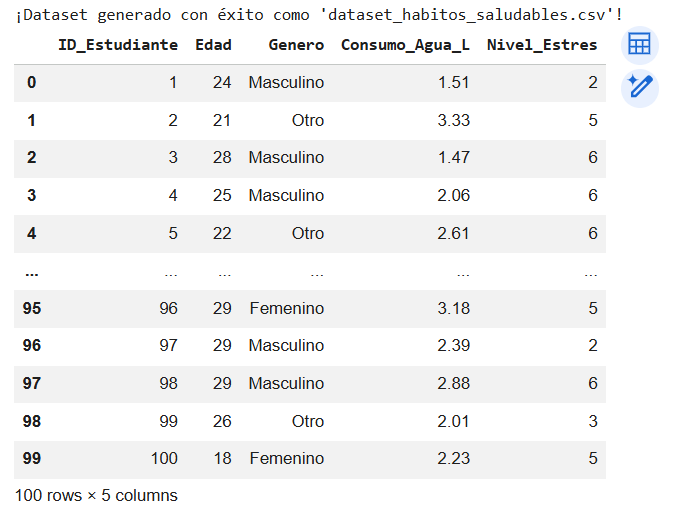 ¡Dataset generado con éxito como 'dataset_habitos_saludables.csv'!
ID_Estudiante Edad Genero Consumo_Agua_L Nivel_Estres
0 1 24 Masculino 1.51 2
1 2 21 Otro 3.33 5
2 3 28 Masculino 1.47 6
3 4 25 Masculino 2.06 6
4 5 22 Otro 2.61 6
... ... ... ... ... ...
95 96 29 Femenino 3.18 5
96 97 29 Masculino 2.39 2
97 98 29 Masculino 2.88 6
98 99 26 Otro 2.01 3
99 100 18 Femenino 2.23 5
100 rows × 5 columns